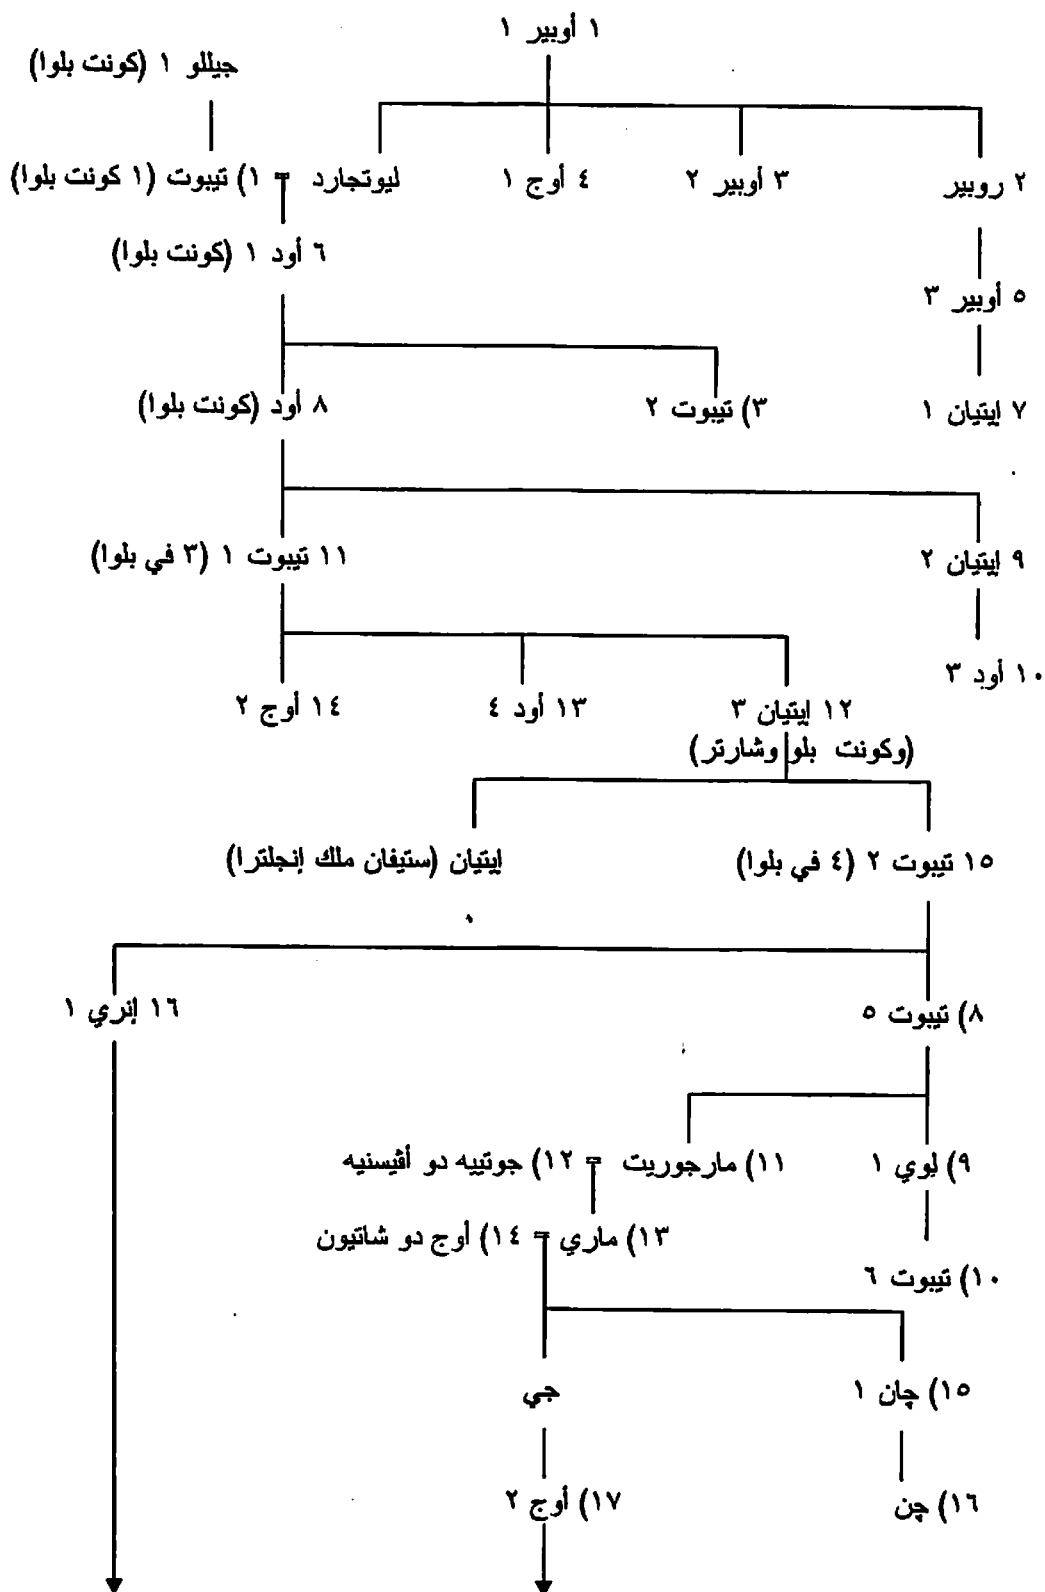 ١ أوبير ١
جيللو ١ (كونت بلوا)
٢ روبير
٣ أوبير ٢
٤ أوج ١
ليوتجارد = ١) تيبوت (١ كونت بلوا)
٦ أود ١ (كونت بلوا)
٥ أوبير ٣
٧ إيتيان ١
٣) تيبوت ٢
٨ أود (كونت بلوا)
٩ إيتيان ٢
١١ تيبوت ١ (٣ في بلوا)
١٠ أود ٣
١٢ إيتيان ٣
١٣ أود ٤
١٤ أوج ٢
(وكونت بلو وشارتر)
١٥ تيبوت ٢ (٤ في بلوا)
إيتيان (ستيفان ملك إنجلترا)
٨) تيبوت ٥
١٦ إنري ١
٩) لوي ١
١١) مارجوريت = ١٢) جوتييه دو أڤيسنيه
١٣) ماري = ١٤) أوج دو شاتيون
١٠) تيبوت ٦
١٥) چان ١
جي
١٦) چن
١٧) أوج ٢